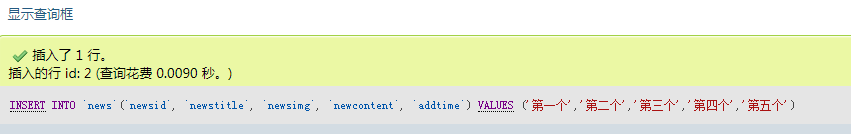 显示查询框
插入了 1 行。
插入的行 id: 2 (查询花费 0.0090 秒。)
INSERT INTO `news`(`newsid`, `newstitle`, `newsimg`, `newcontent`, `addtime`) VALUES ('第一个','第二个','第三个','第四个','第五个')